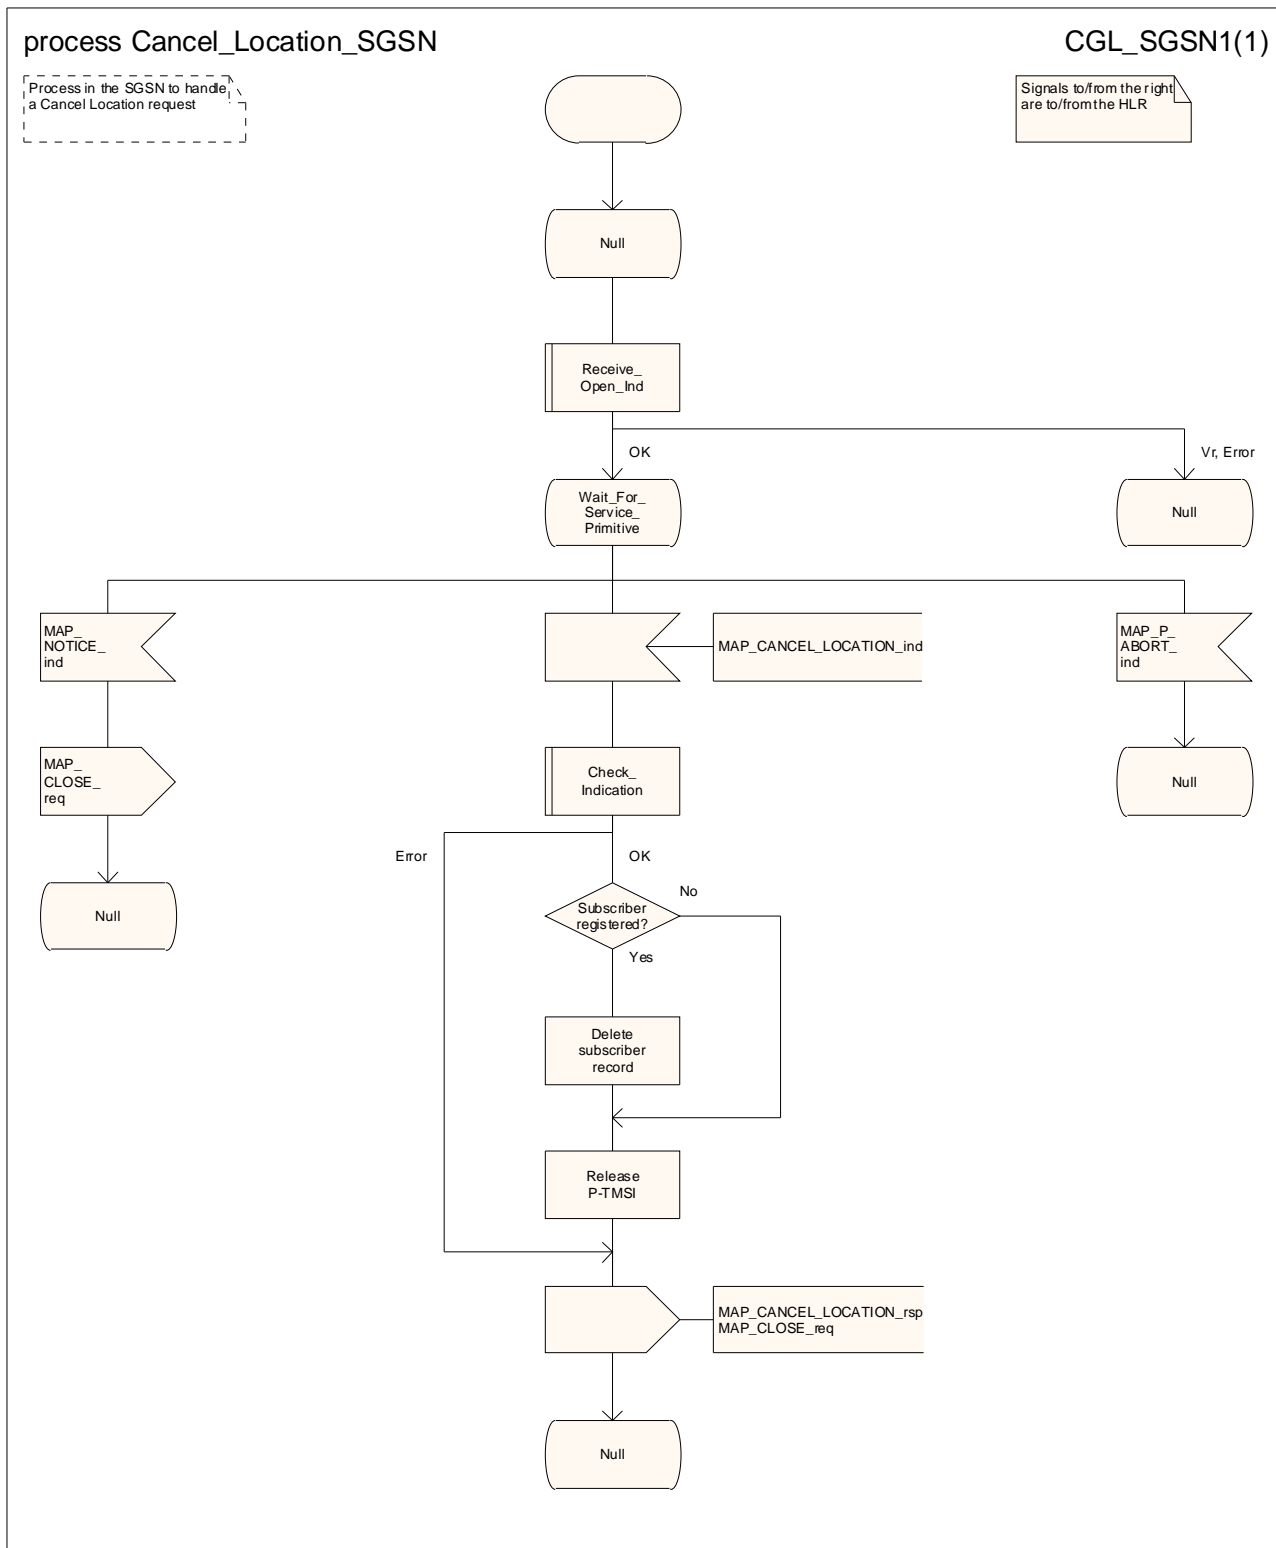 process Cancel_Location_SGSN
CGL_SGSN1(1)
Process in the SGSN to handle
a Cancel Location request
Signals to/from the right
are to/from the HLR
Null
Receive_
Open_Ind
OK
Vr, Error
Wait_For_
Service_
Primitive
Null
MAP_
NOTICE_
ind
MAP_CANCEL_LOCATION_ind
MAP_P_
ABORT_
ind
MAP_
CLOSE_
req
Check_
Indication
Null
Error
OK
No
Subscriber
registered?
Yes
Null
Delete
subscriber
record
Release
P-TMSI
MAP_CANCEL_LOCATION_rsp
MAP_CLOSE_req
Null